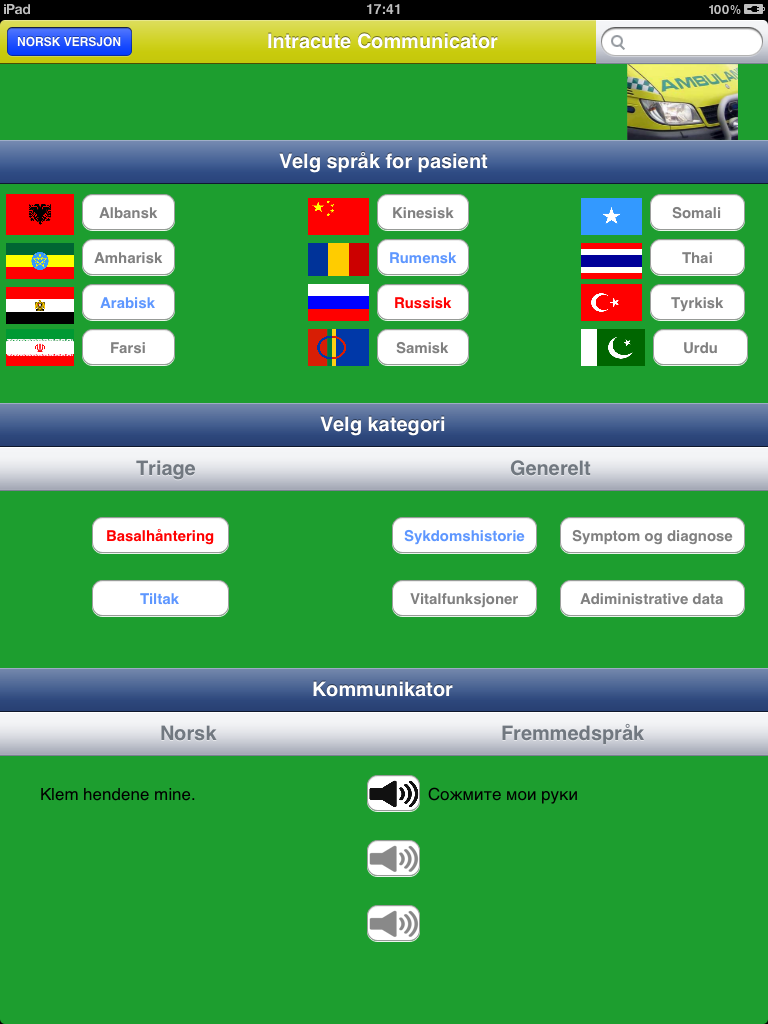 iPad 17:41 100%
NORSK VERSJON Intracute Communicator
AMBULAN
Velg språk for pasient
Albansk Kinesisk Somali
Amharisk Rumensk Thai
Arabisk Russisk Tyrkisk
Farsi Samisk Urdu
Velg kategori
Triage Generelt
Basalhåntering Sykdomshistorie Symptom og diagnose
Tiltak Vitalfunksjoner Adiministrative data
Kommunikator
Norsk Fremmedspråk
Klem hendene mine. Сожмите мои руки